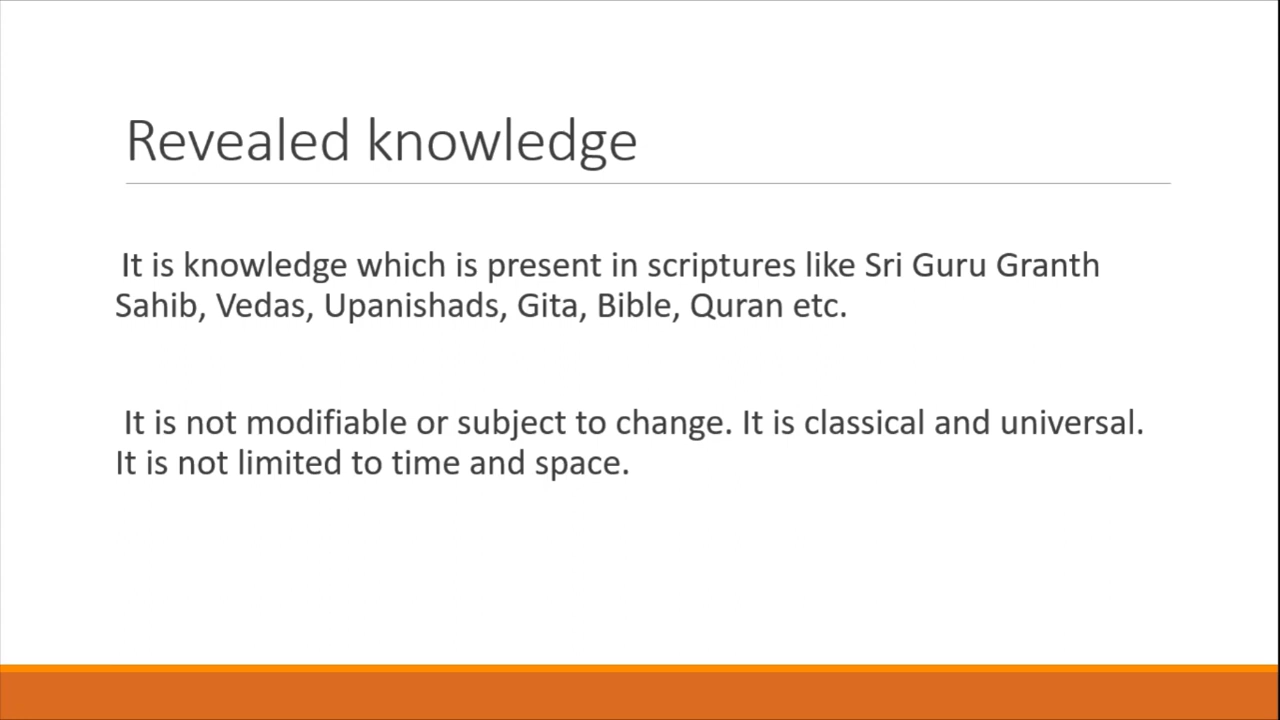 Revealed knowledge
It is knowledge which is present in scriptures like Sri Guru Granth
Sahib, Vedas, Upanishads, Gita, Bible, Quran etc.
It is not modifiable or subject to change. It is classical and universal.
It is not limited to time and space.